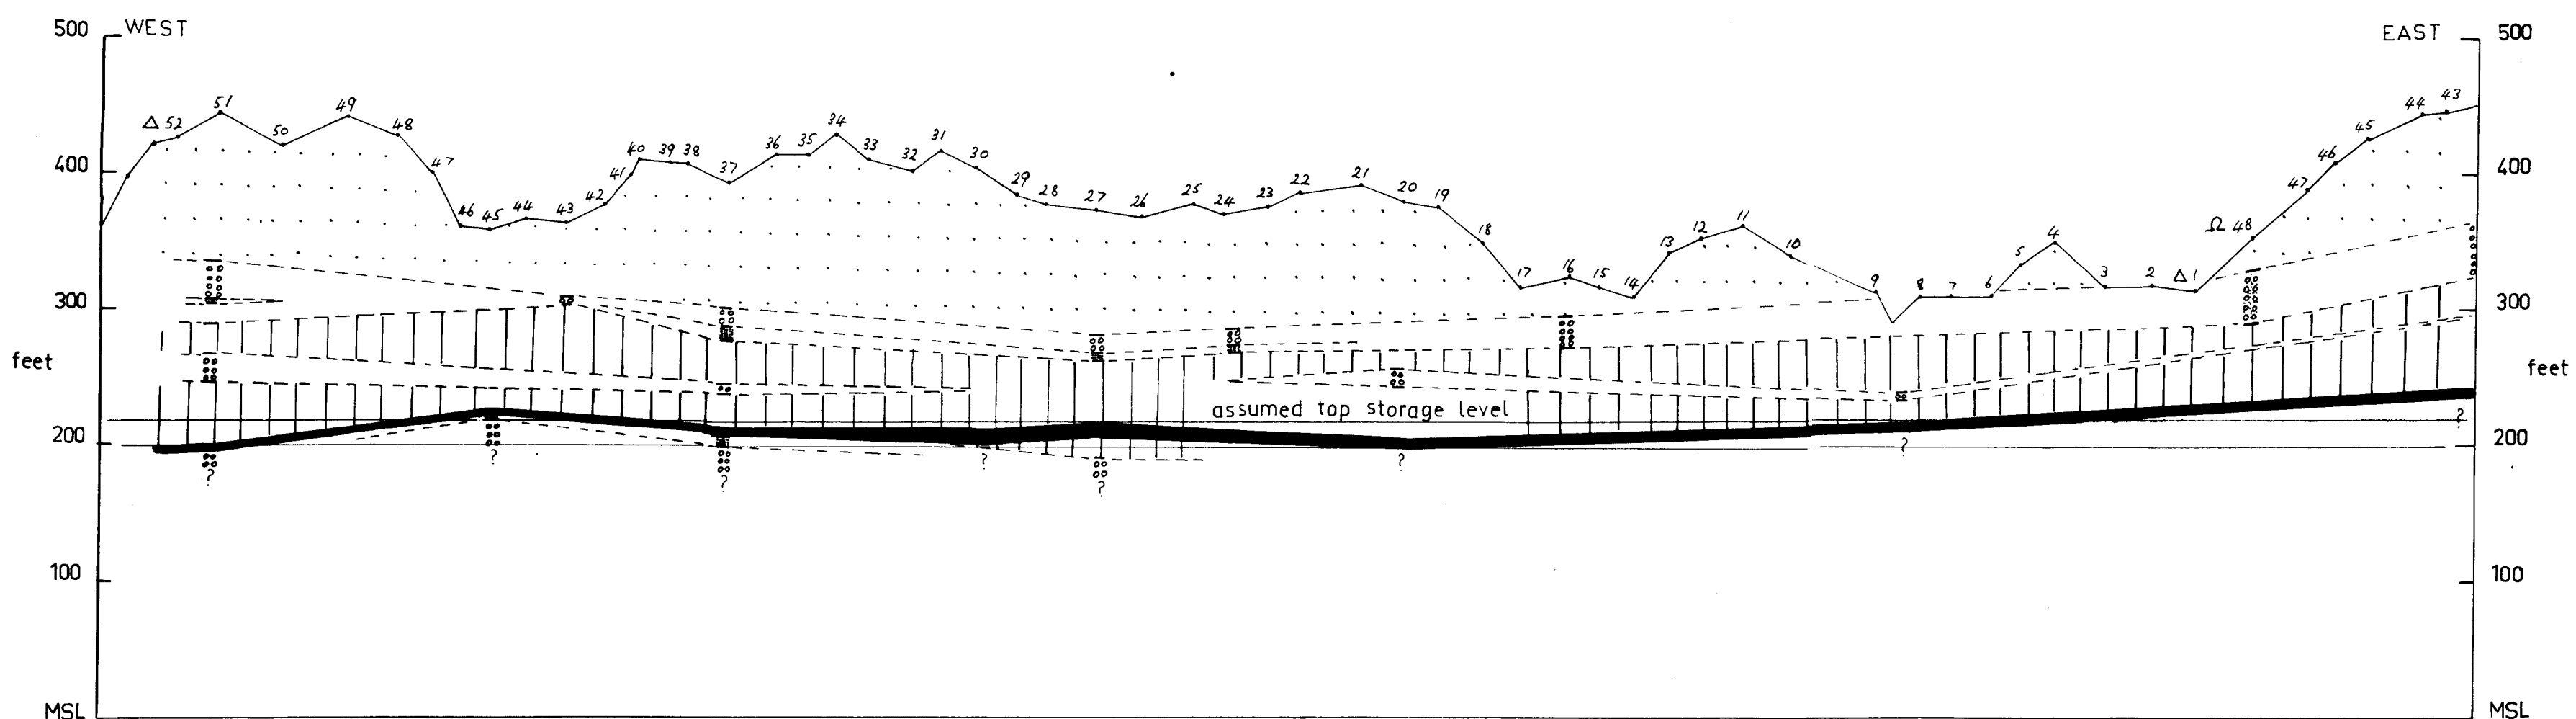 500 WEST EAST 500
Δ 52 51 50 49 48 47 46 45 44 43 42 41 40 39 38 37 36 35 34 33 32 31 30 29 28 27 26 25 24 23 22 21 20 19 18 17 16 15 14 13 12 11 10 9 8 7 6 5 4 3 2 Δ 1 Ω 48 47 46 45 44 43
400 400
300 300
feet feet
assumed top storage level
200 200
? ? ? ? ? ? ? ?
100 100
MSL MSL